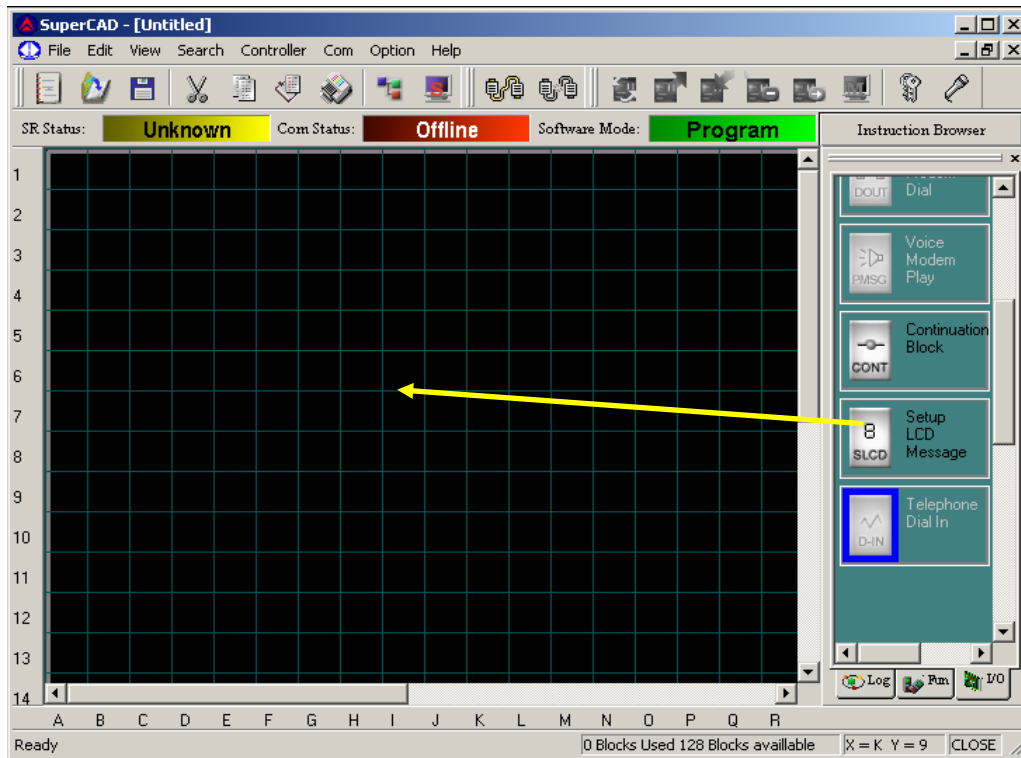 SuperCAD - [Untitled]
File Edit View Search Controller Com Option Help
SR Status: Unknown Com Status: Offline Software Mode: Program Instruction Browser
1
2
3
4
5
6
7
8
9
10
11
12
13
14
A B C D E F G H I J K L M N O P Q R
DOUT Dial
Voice
Modem
Play
PMSG
Continuation
Block
CONT
Setup
LCD
Message
8
SLCD
Telephone
Dial In
D-IN
Log Fun I/O
Ready 0 Blocks Used 128 Blocks availlable X = K Y = 9 CLOSE